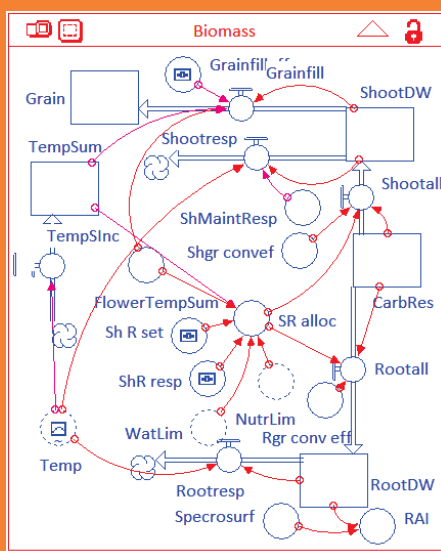 Biomass
Grainfill eff
Grainfill
Grain
ShootDW
TempSum
Shootresp
Shootall
ShMaintResp
TempSInc
Shgr convef
FlowerTempSum
CarbRes
Sh R set
SR alloc
ShR resp
Rootall
NutrLim
WatLim
Rgr conv eff
Temp
Rootresp
RootDW
Specrosurf
RAI